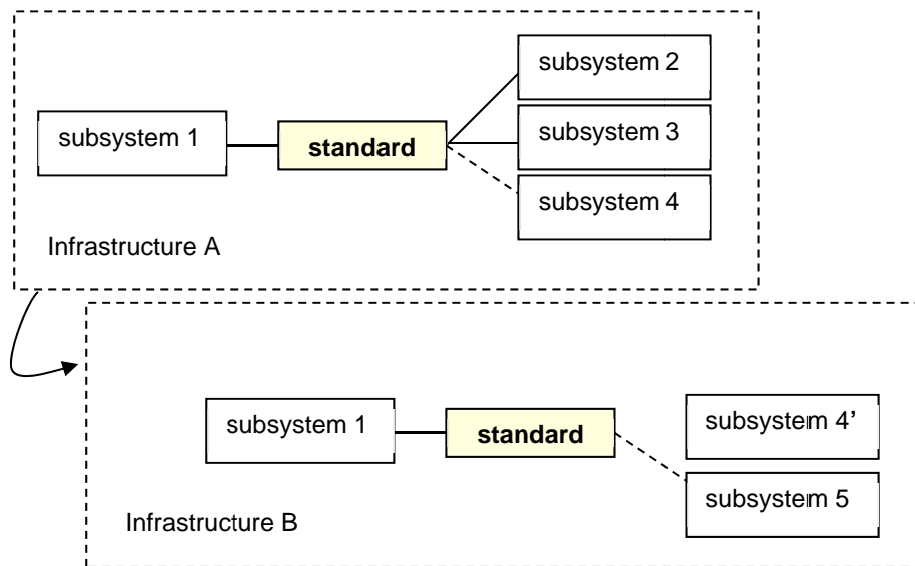 subsystem 2
subsystem 1
standard
subsystem 3
subsystem 4
Infrastructure A
subsystem 1
standard
subsystem 4’
subsystem 5
Infrastructure B